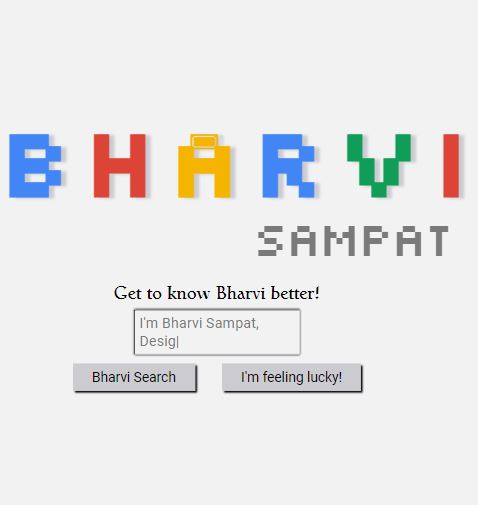 BHARVI
SAMPAT
Get to know Bharvi better!
I'm Bharvi Sampat,
Desig|
Bharvi Search
I'm feeling lucky!